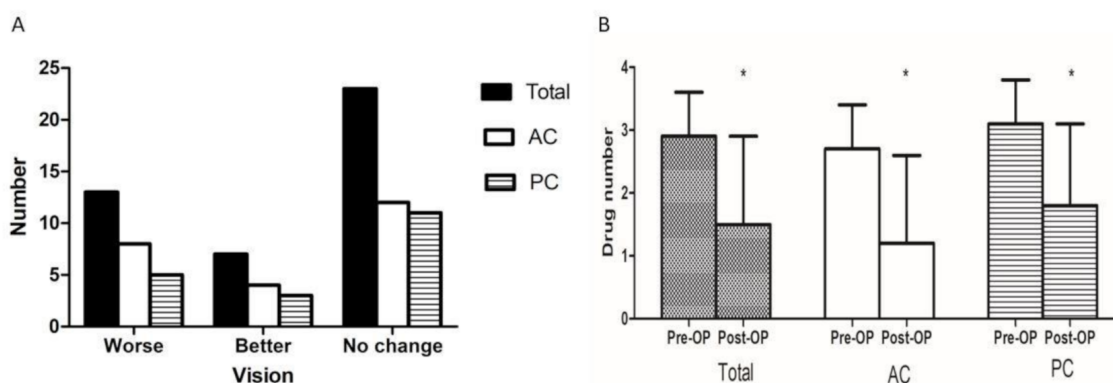 A
25
20
15
10
5
0
Number
Worse Better No change
Vision
Total
AC
PC
B
4
3
2
1
0
Drug number
* * *
Pre-OP Post-OP Pre-OP Post-OP Pre-OP Post-OP
Total AC PC